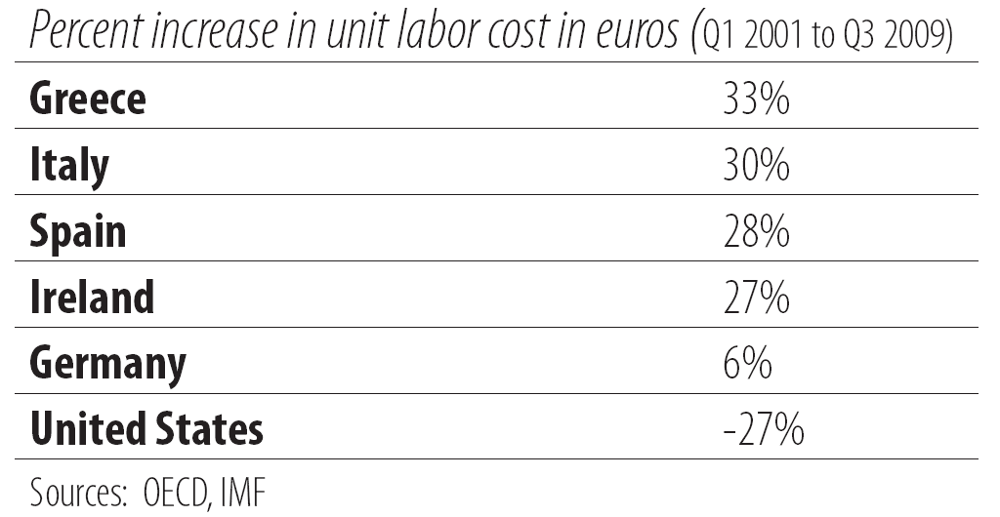 Percent increase in unit labor cost in euros (Q1 2001 to Q3 2009)
Greece 33%
Italy 30%
Spain 28%
Ireland 27%
Germany 6%
United States -27%
Sources: OECD, IMF